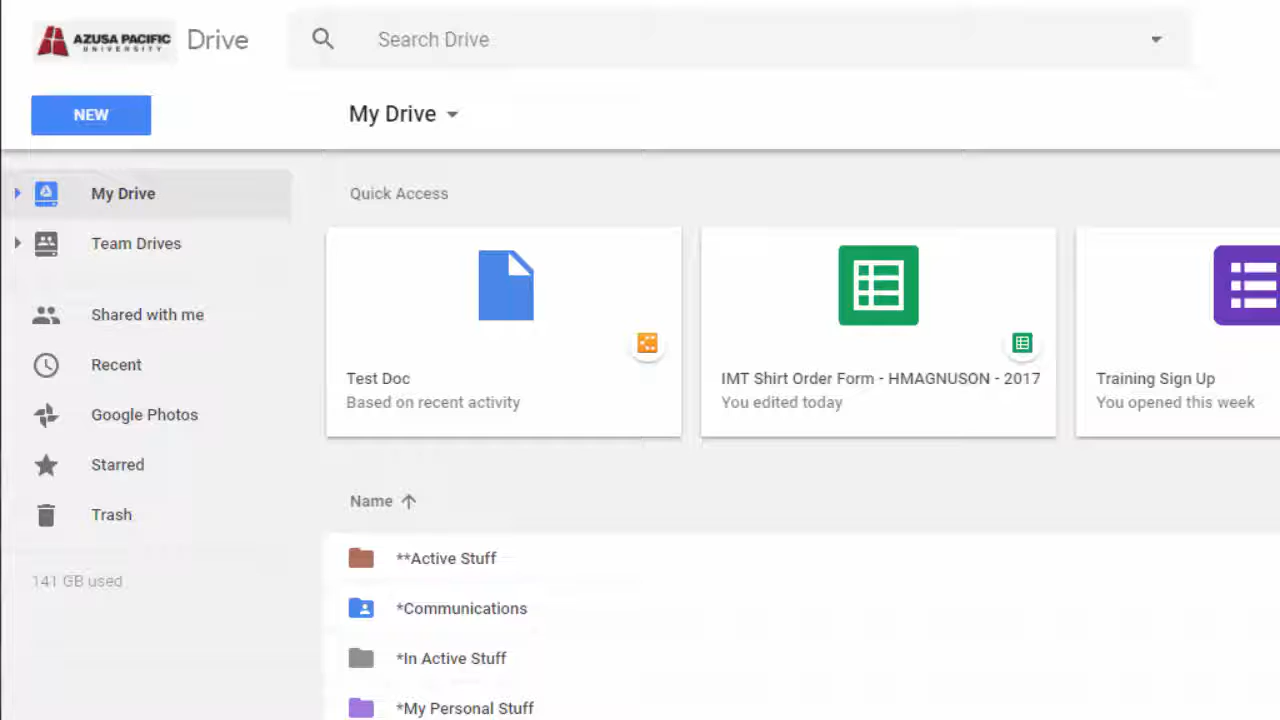 AZUSA PACIFIC
UNIVERSITY
Drive
Search Drive
NEW
My Drive
My Drive
Team Drives
Shared with me
Recent
Google Photos
Starred
Trash
141 GB used
Quick Access
Test Doc
Based on recent activity
IMT Shirt Order Form - HMAGNUSON - 2017
You edited today
Training Sign Up
You opened this week
Name
**Active Stuff
*Communications
*In Active Stuff
*My Personal Stuff